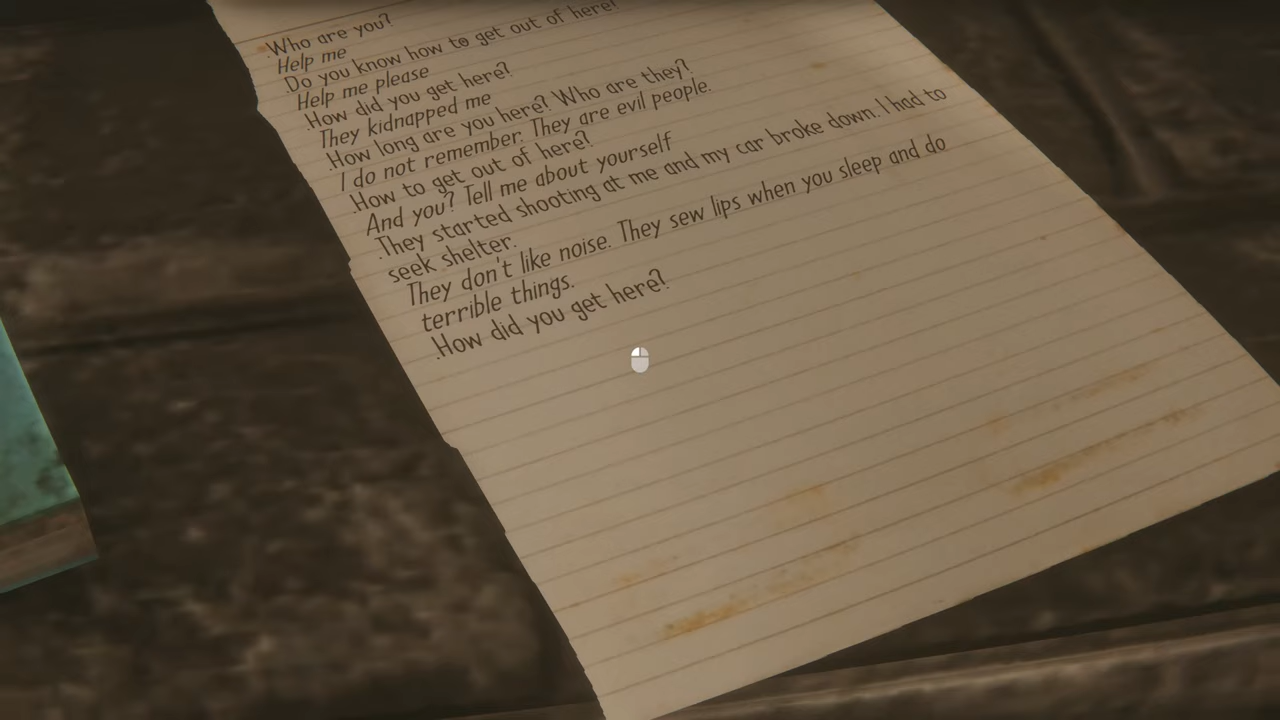 .Who are you?
Help me
.Do you know how to get out of here!
Help me please
.How did you get here?
They kidnapped me
.How long are you here? Who are they?
I do not remember. They are evil people.
.How to get out of here?
And you? Tell me about yourself
.They started shooting at me and my car broke down. I had to
seek shelter.
They don't like noise. They sew lips when you sleep and do
terrible things.
.How did you get here?